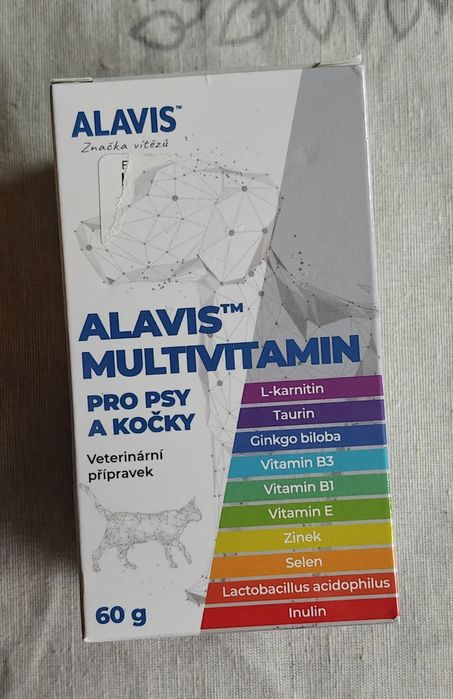 ALAVIS™
Značka vítězů
ALAVIS™
MULTIVITAMIN
PRO PSY
A KOČKY
Veterinární
přípravek
L-karnitin
Taurin
Ginkgo biloba
Vitamin B3
Vitamin B1
Vitamin E
Zinek
Selen
Lactobacillus acidophilus
Inulin
60 g